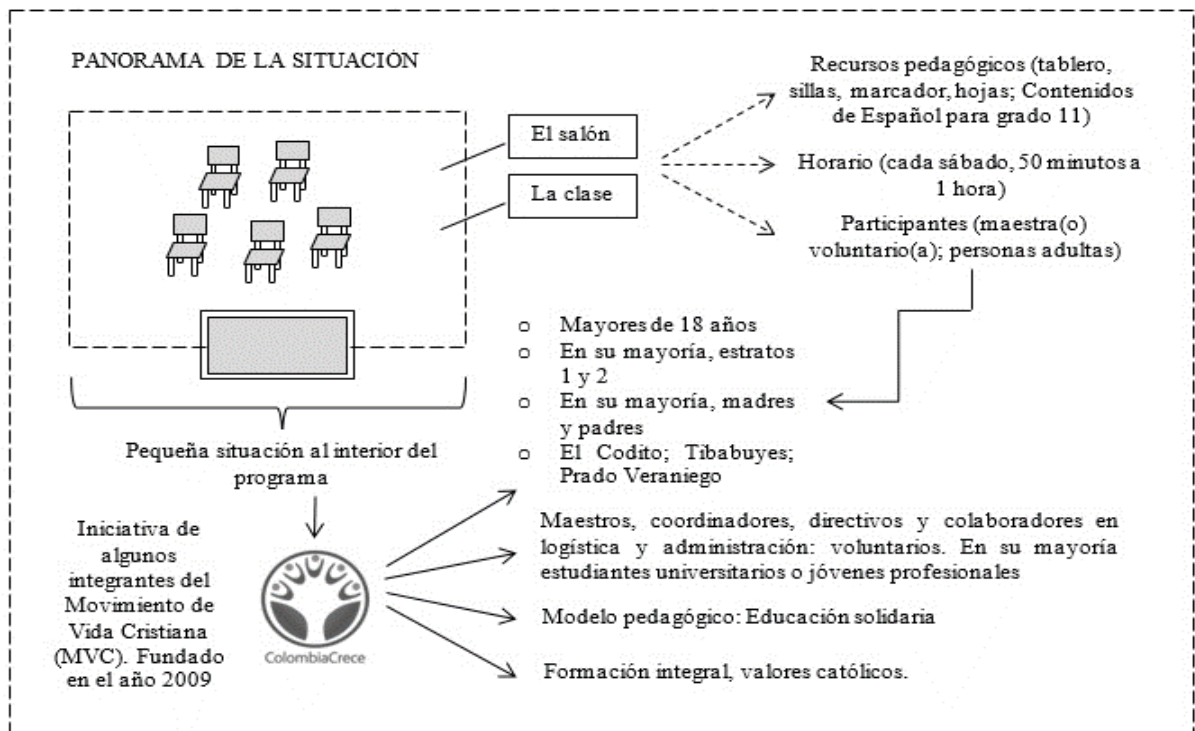 PANORAMA DE LA SITUACIÓN
El salón
La clase
Recursos pedagógicos (tablero,
sillas, marcador, hojas; Contenidos
de Español para grado 11)
Horario (cada sábado, 50 minutos a
1 hora)
Participantes (maestra(o)
voluntario(a); personas adultas)
o Mayores de 18 años
o En su mayoría, estratos
1 y 2
o En su mayoría, madres
y padres
o El Codito; Tibabuyes;
Prado Veraniego
Pequeña situación al interior del
programa
Iniciativa de
algunos
integrantes del
Movimiento de
Vida Cristiana
(MVC). Fundado
en el año 2009
ColombiaCrece
Maestros, coordinadores, directivos y colaboradores en
logística y administración: voluntarios. En su mayoría
estudiantes universitarios o jóvenes profesionales
Modelo pedagógico: Educación solidaria
Formación integral, valores católicos.